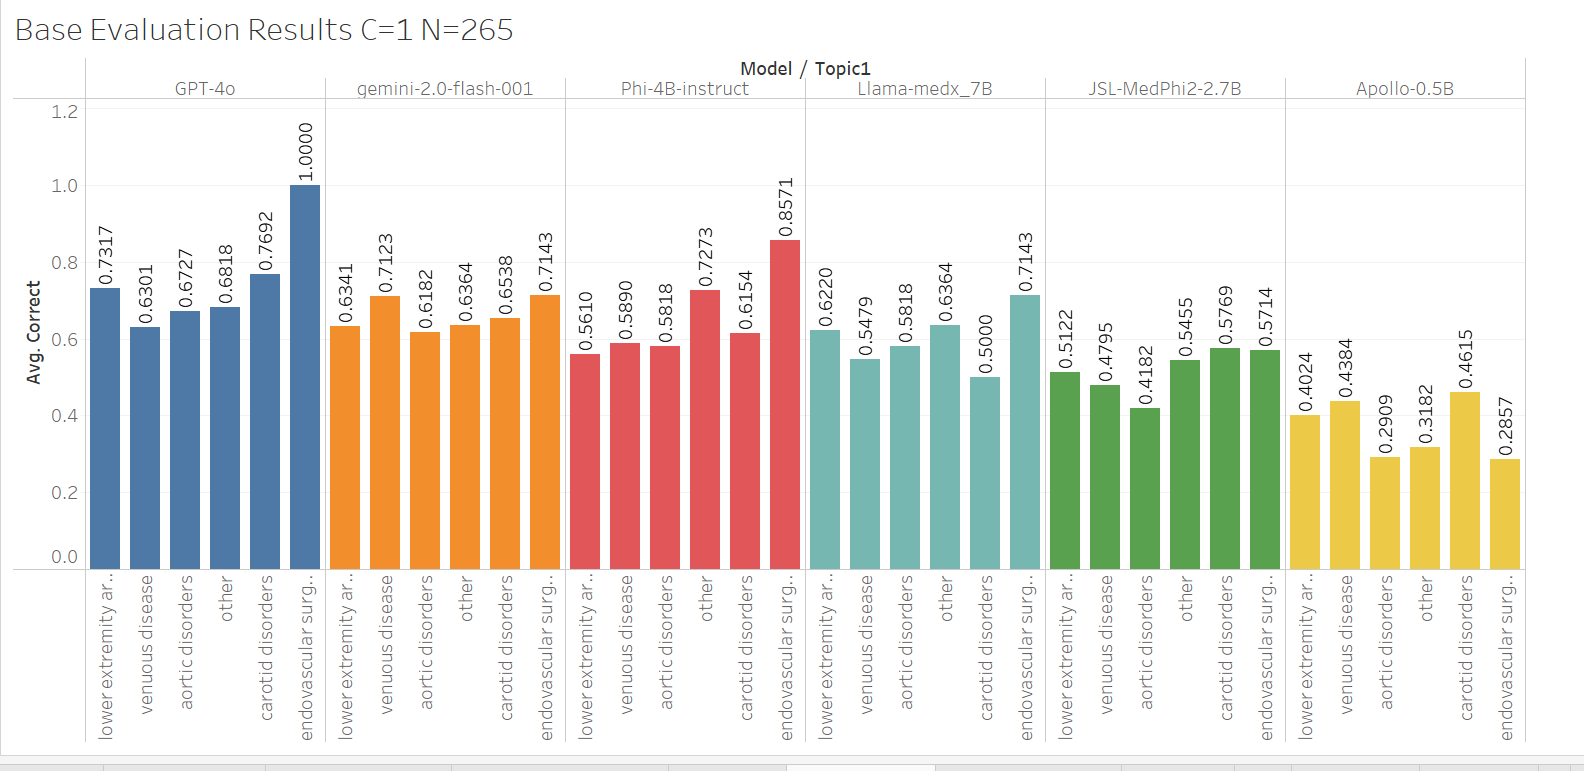 Base Evaluation Results C=1 N=265
Model / Topic1
GPT-4o gemini-2.0-flash-001 Phi-4B-instruct Llama-medx_7B JSL-MedPhi2-2.7B Apollo-0.5B
Avg. Correct
1.2
1.0
0.8
0.6
0.4
0.2
0.0
0.7317 0.6301 0.6727 0.6818 0.7692 1.0000
0.6341 0.7123 0.6182 0.6364 0.6538 0.7143
0.5610 0.5890 0.5818 0.7273 0.6154 0.8571
0.6220 0.5479 0.5818 0.6364 0.5000 0.7143
0.5122 0.4795 0.4182 0.5455 0.5769 0.5714
0.4024 0.4384 0.2909 0.3182 0.4615 0.2857
lower extremity ar..
venuous disease
aortic disorders
other
carotid disorders
endovascular surg..
lower extremity ar..
venuous disease
aortic disorders
other
carotid disorders
endovascular surg..
lower extremity ar..
venuous disease
aortic disorders
other
carotid disorders
endovascular surg..
lower extremity ar..
venuous disease
aortic disorders
other
carotid disorders
endovascular surg..
lower extremity ar..
venuous disease
aortic disorders
other
carotid disorders
endovascular surg..
lower extremity ar..
venuous disease
aortic disorders
other
carotid disorders
endovascular surg..